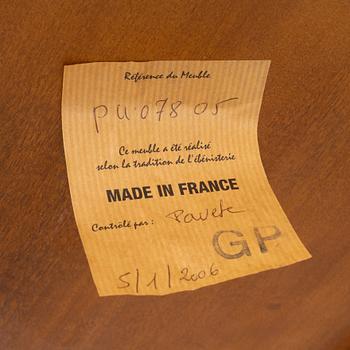 Référence du Meuble
PU.078 05
Ce meuble a été réalisé
selon la tradition de l'ébénisterie
MADE IN FRANCE
Contrôlé par :
GP
5/1/2006